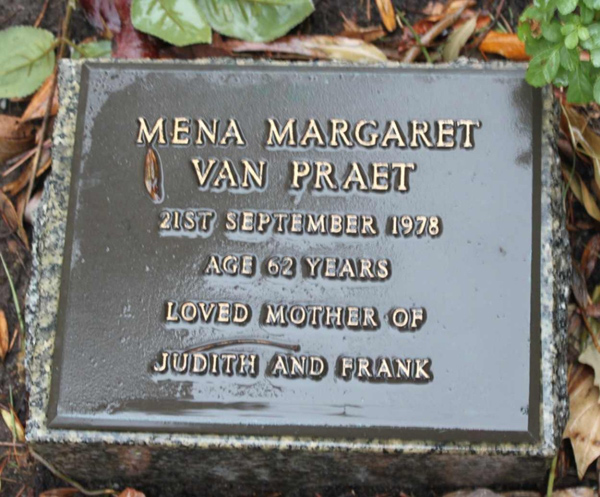 MENA MARGARET
VAN PRAET
21ST SEPTEMBER 1978
AGE 62 YEARS
LOVED MOTHER OF
JUDITH AND FRANK